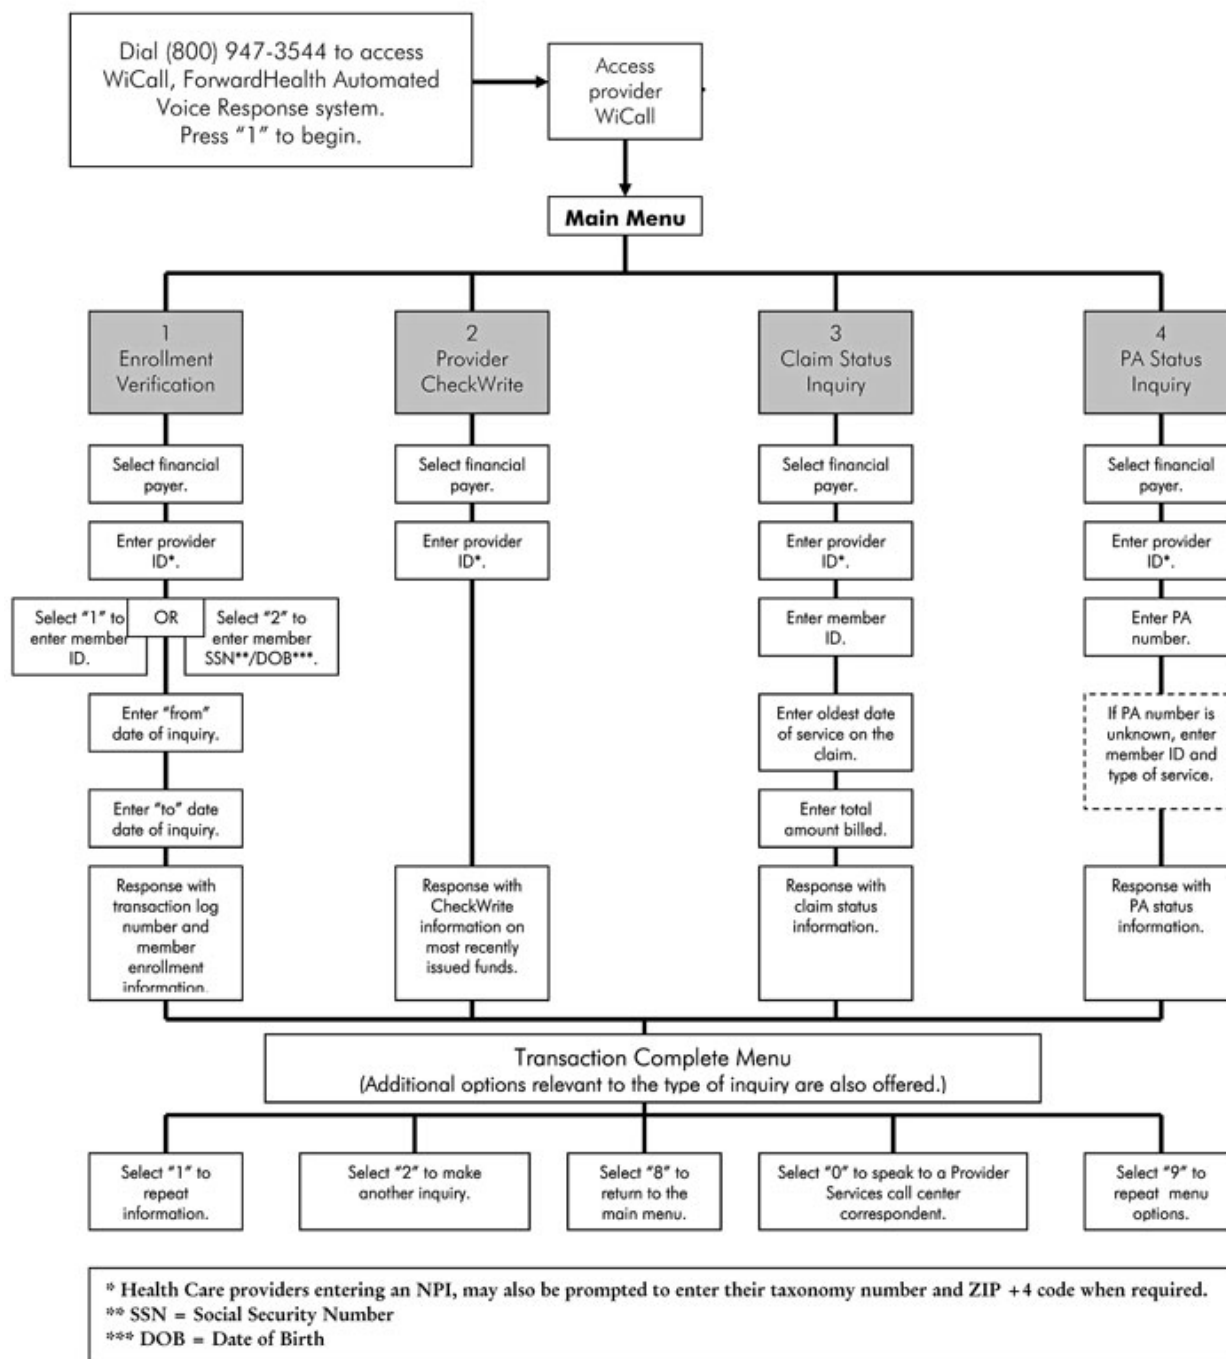 Dial (800) 947-3544 to access
WiCall, ForwardHealth Automated
Voice Response system.
Press “1” to begin.
Access
provider
WiCall
Main Menu
1
Enrollment
Verification
Select financial
payer.
Enter provider
ID*.
Select “1” to
enter member
ID.
OR
Select “2” to
enter member
SSN**/DOB***.
Enter “from”
date of inquiry.
Enter “to” date
date of inquiry.
Response with
transaction log
number and
member
enrollment
information.
2
Provider
CheckWrite
Select financial
payer.
Enter provider
ID*.
Response with
CheckWrite
information on
most recently
issued funds.
3
Claim Status
Inquiry
Select financial
payer.
Enter provider
ID*.
Enter member
ID.
Enter oldest date
of service on the
claim.
Enter total
amount billed.
Response with
claim status
information.
4
PA Status
Inquiry
Select financial
payer.
Enter provider
ID*.
Enter PA
number.
If PA number is
unknown, enter
member ID and
type of service.
Response with
PA status
information.
Transaction Complete Menu
(Additional options relevant to the type of inquiry are also offered.)
Select “1” to
repeat
information.
Select “2” to make
another inquiry.
Select “8” to
return to the
main menu.
Select “0” to speak to a Provider
Services call center
correspondent.
Select “9” to
repeat menu
options.
* Health Care providers entering an NPI, may also be prompted to enter their taxonomy number and ZIP +4 code when required.
** SSN = Social Security Number
*** DOB = Date of Birth